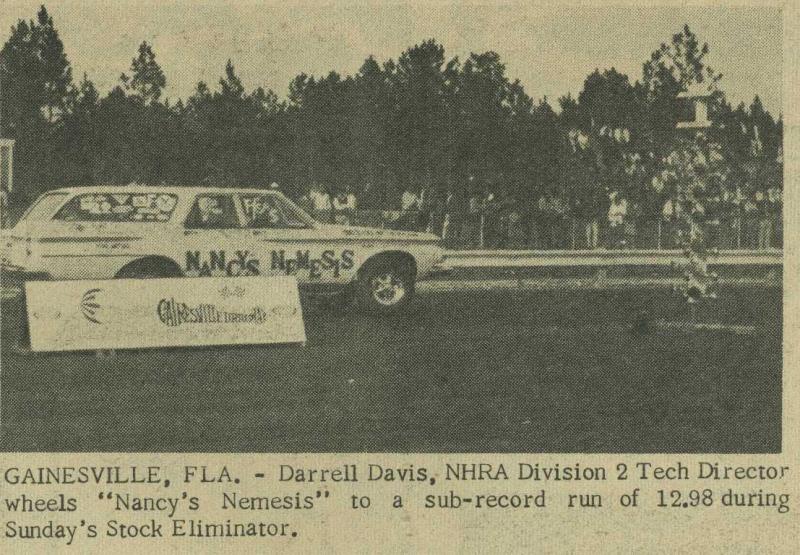 NANCYS NEMESIS
GAINESVILLE
GAINESVILLE, FLA. - Darrell Davis, NHRA Division 2 Tech Director
wheels "Nancy's Nemesis" to a sub-record run of 12.98 during
Sunday's Stock Eliminator.